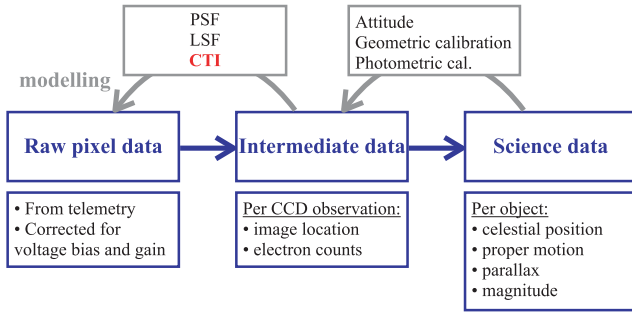 PSF
LSF
CTI
Attitude
Geometric calibration
Photometric cal.
modelling
Raw pixel data
Intermediate data
Science data
• From telemetry
• Corrected for
voltage bias and gain
Per CCD observation:
• image location
• electron counts
Per object:
• celestial position
• proper motion
• parallax
• magnitude